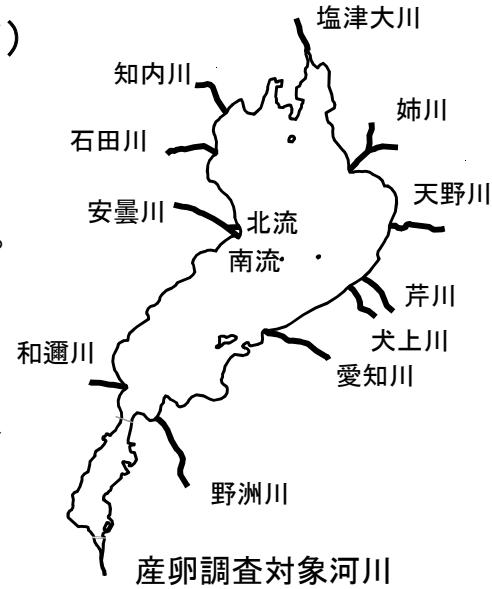 )
塩津大川
知内川
姉川
石田川
天野川
安曇川
北流
。
南流
芹川
犬上川
和邇川
愛知川
野洲川
産卵調査対象河川